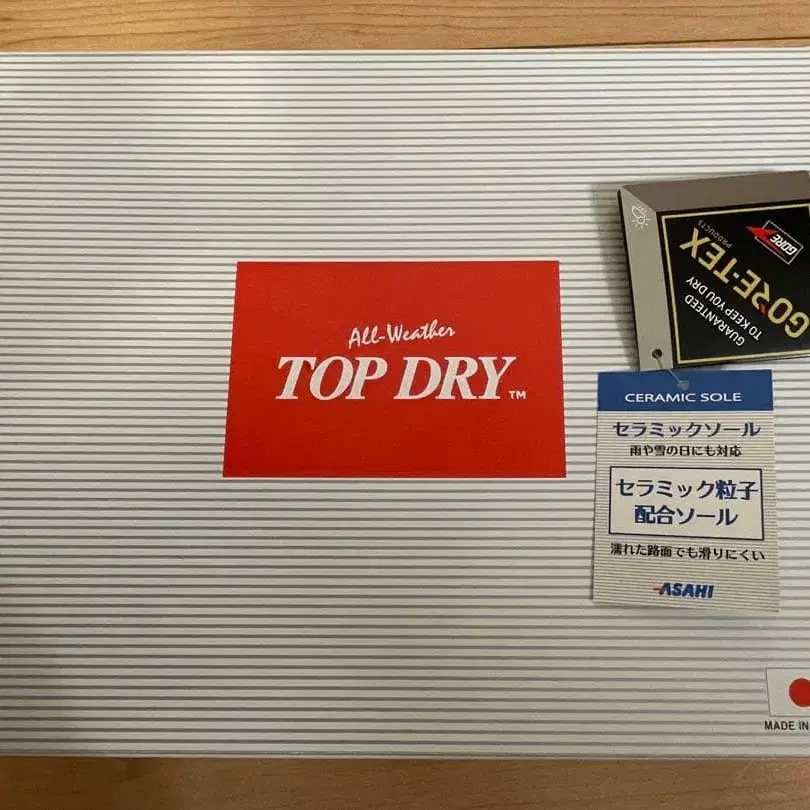 All-Weather
TOP DRY™
GORE
GORE-TEX
PRODUCTS
GUARANTEED
TO KEEP YOU DRY
CERAMIC SOLE
セラミックソール
雨や雪の日にも対応
セラミック粒子
配合ソール
濡れた路面でも滑りにくい
ASAHI
MADE IN